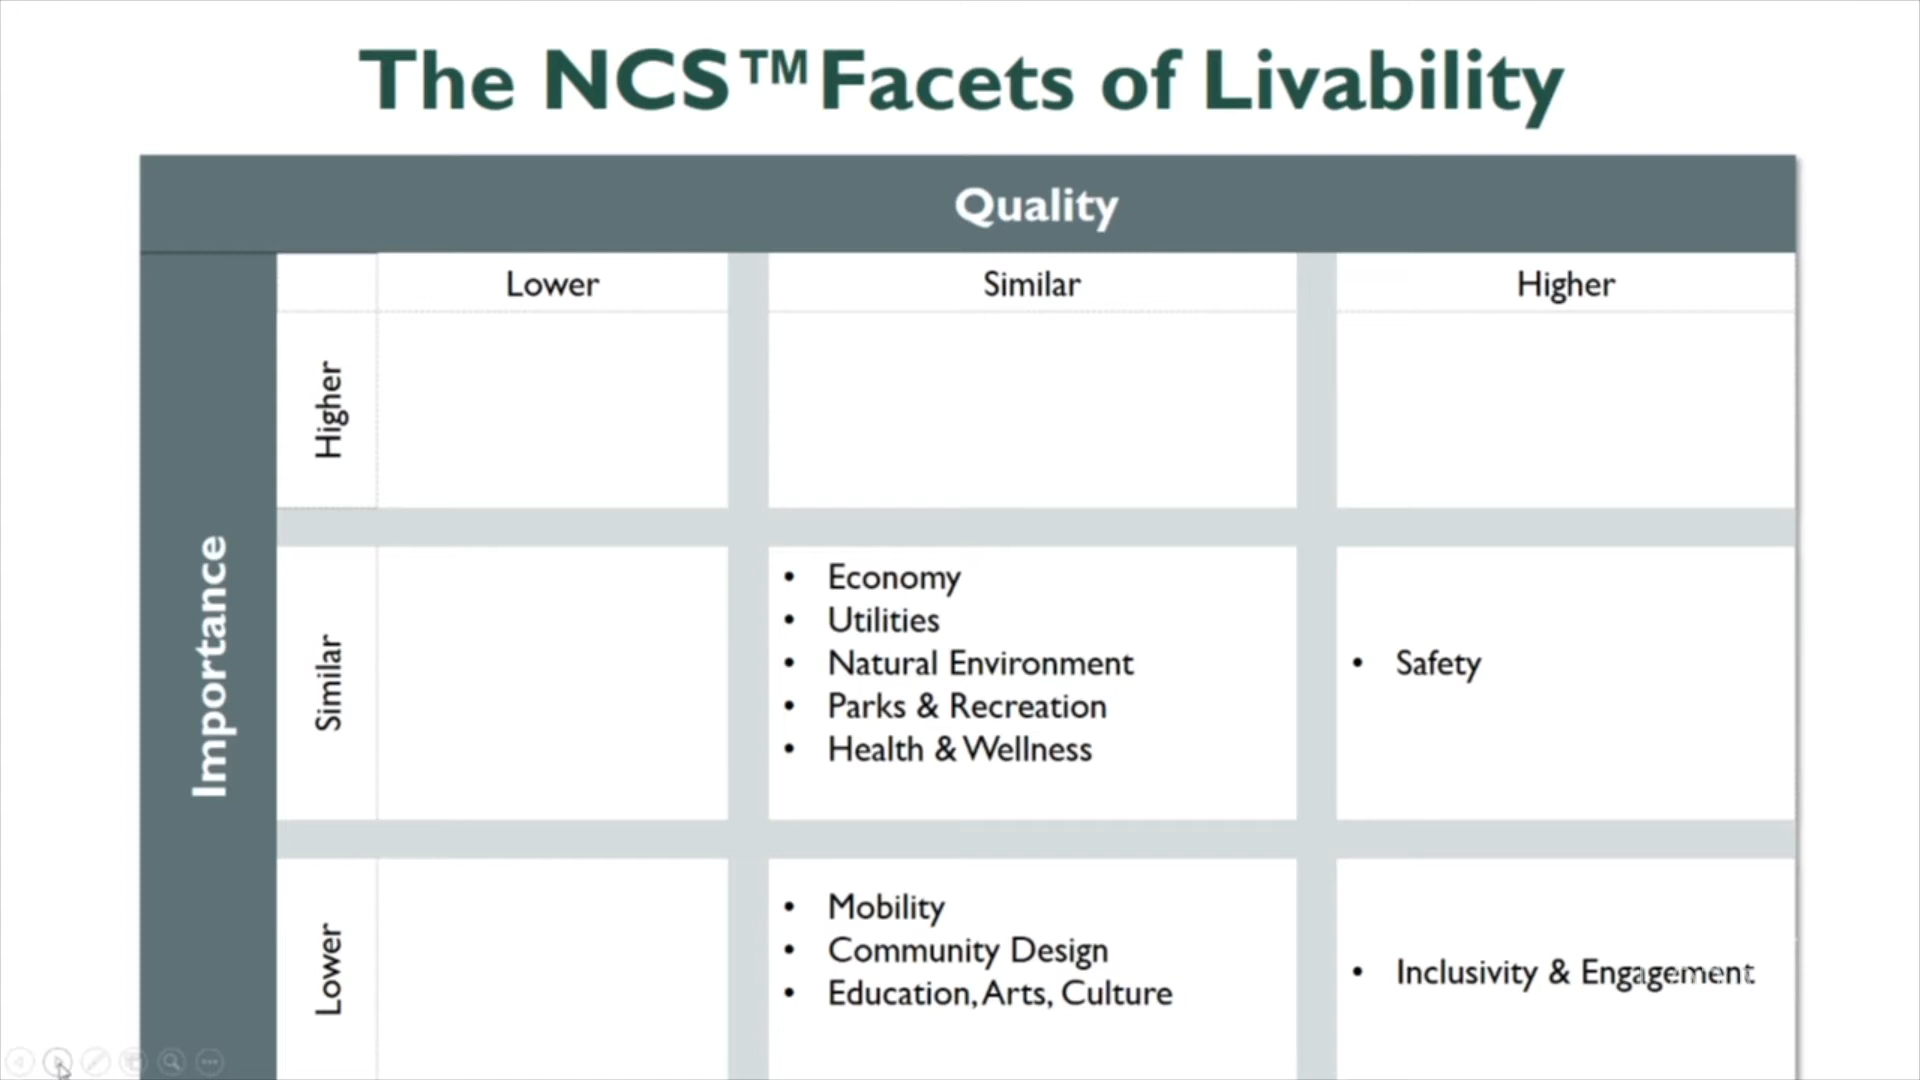 The NCS™ Facets of Livability
Quality
Lower
Similar
Higher
Importance
Higher
Similar
• Economy
• Utilities
• Natural Environment
• Parks & Recreation
• Health & Wellness
• Safety
Lower
• Mobility
• Community Design
• Education, Arts, Culture
• Inclusivity & Engagement